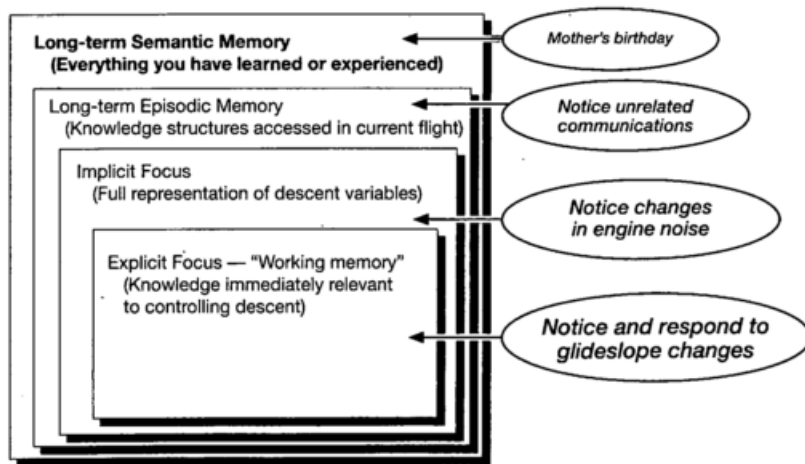 Long-term Semantic Memory
(Everything you have learned or experienced)
Mother's birthday
Long-term Episodic Memory
(Knowledge structures accessed in current flight)
Notice unrelated
communications
Implicit Focus
(Full representation of descent variables)
Notice changes
in engine noise
Explicit Focus — "Working memory"
(Knowledge immediately relevant
to controlling descent)
Notice and respond to
glideslope changes